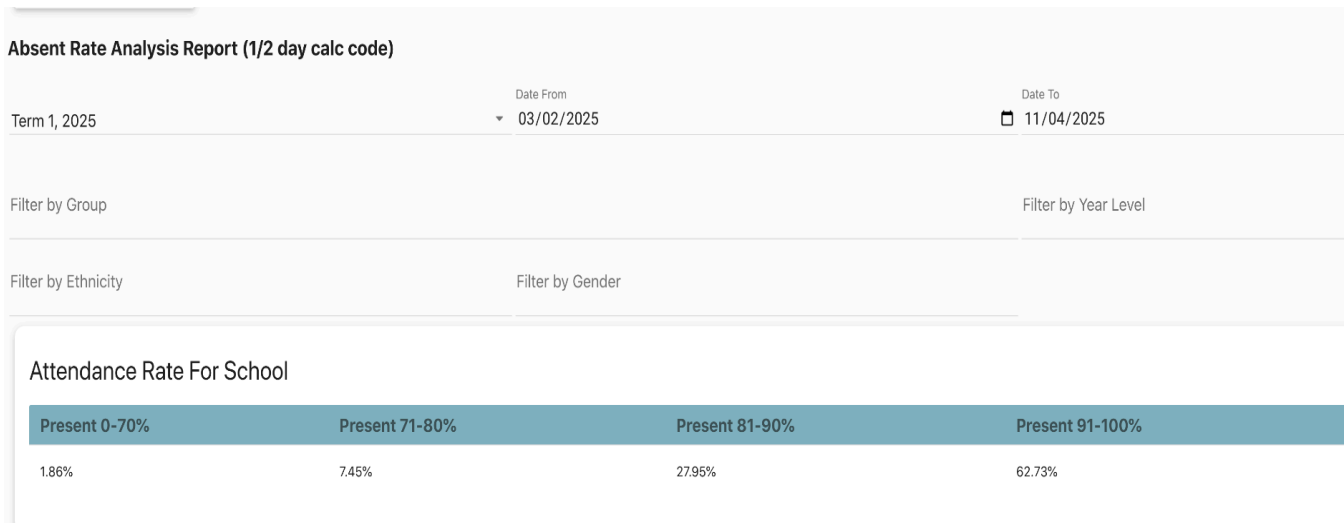 Absent Rate Analysis Report (1/2 day calc code)
Date From Date To
Term 1, 2025 03/02/2025 11/04/2025
Filter by Group Filter by Year Level
Filter by Ethnicity Filter by Gender
Attendance Rate For School
Present 0-70% Present 71-80% Present 81-90% Present 91-100%
1.86% 7.45% 27.95% 62.73%